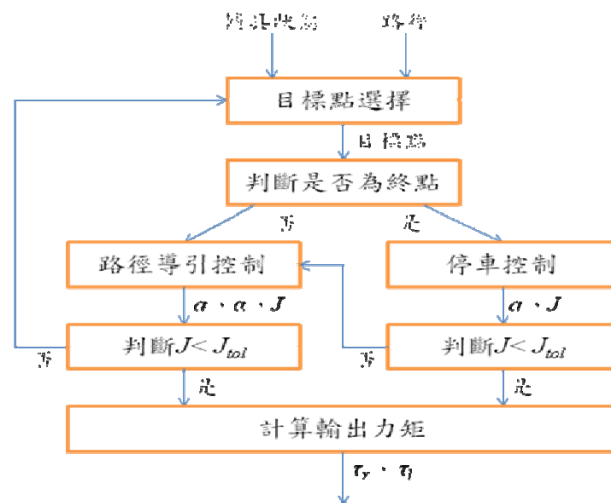 路徑
目標點選擇
目標點
判斷是否為終點
否
是
路徑導引控制
停車控制
a、α、J
α、J
判斷J< Jtol
判斷J< Jtol
否
否
是
是
計算輸出力矩
τr、τl